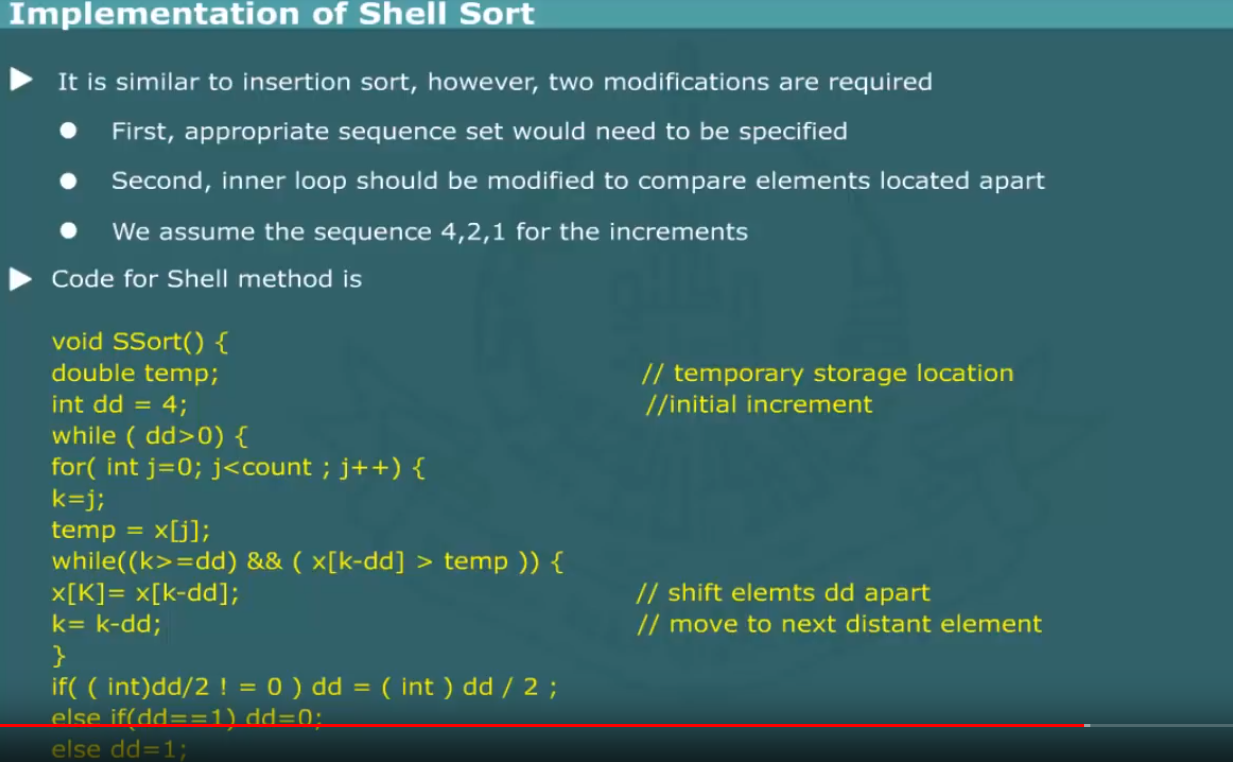 Implementation of Shell Sort
It is similar to insertion sort, however, two modifications are required
First, appropriate sequence set would need to be specified
Second, inner loop should be modified to compare elements located apart
We assume the sequence 4,2,1 for the increments
Code for Shell method is
void SSort() {
double temp; // temporary storage location
int dd = 4; //initial increment
while ( dd>0) {
for( int j=0; j<count ; j++) {
k=j;
temp = x[j];
while((k>=dd) && ( x[k-dd] > temp )) {
x[K]= x[k-dd]; // shift elemts dd apart
k= k-dd; // move to next distant element
}
if( ( int)dd/2 ! = 0 ) dd = ( int ) dd / 2 ;
else if(dd==1) dd=0;
else dd=1;